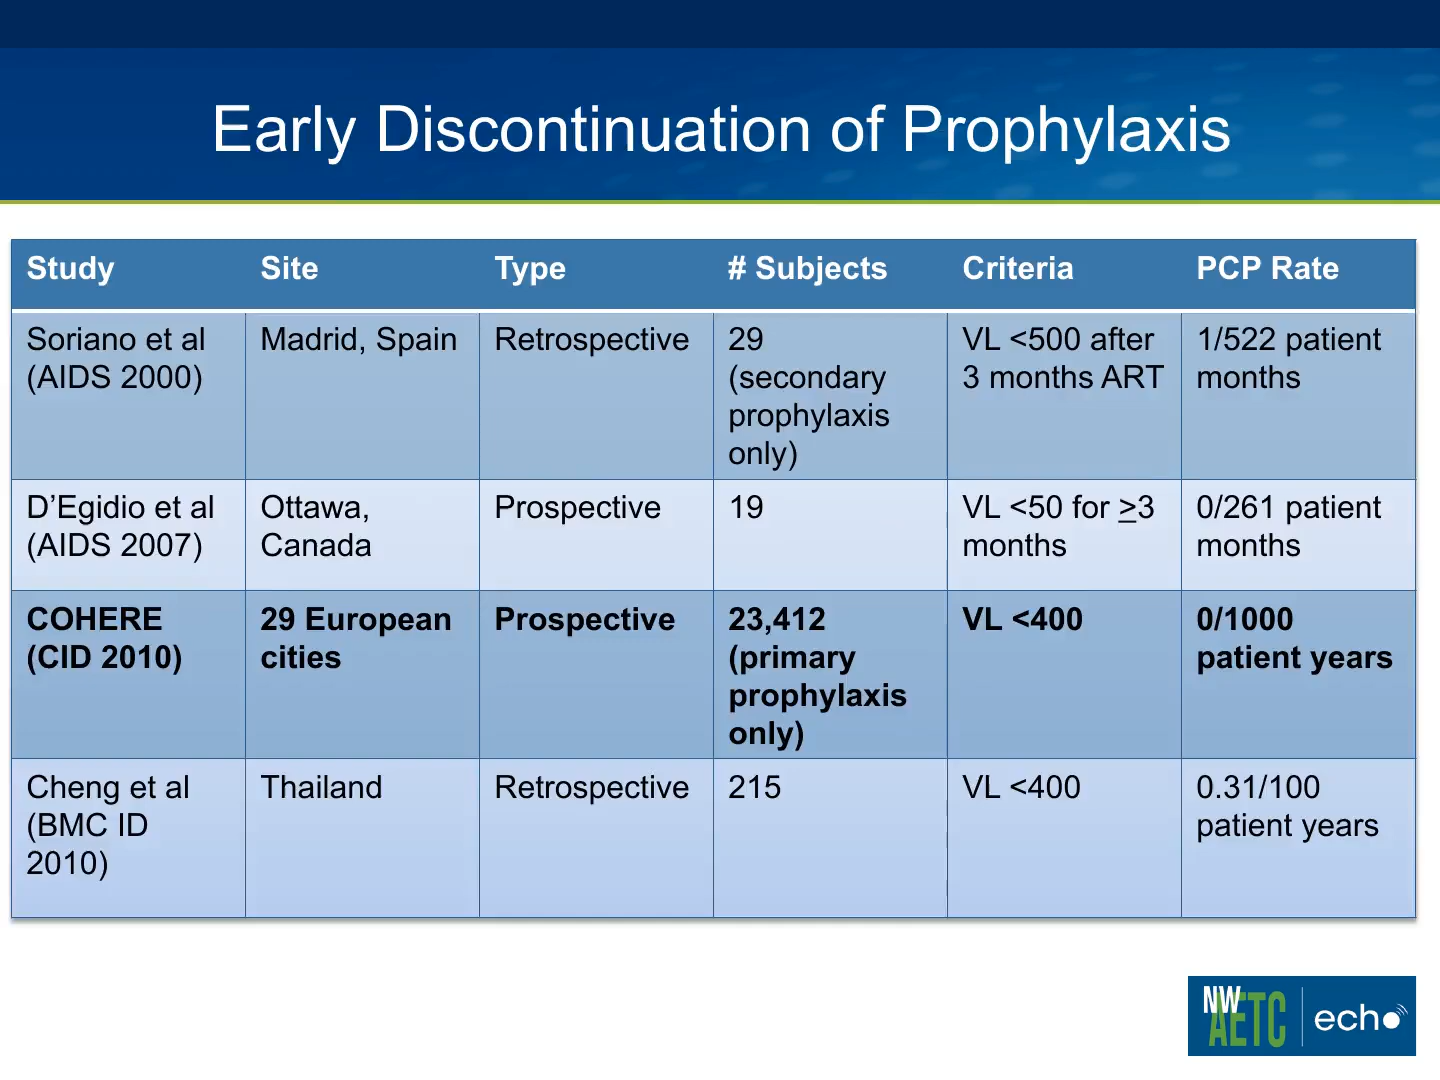 Early Discontinuation of Prophylaxis
Study Site Type # Subjects Criteria PCP Rate
Soriano et al
(AIDS 2000)
Madrid, Spain
Retrospective
29
(secondary
prophylaxis
only)
VL <500 after
3 months ART
1/522 patient
months
D’Egidio et al
(AIDS 2007)
Ottawa,
Canada
Prospective
19
VL <50 for ≥3
months
0/261 patient
months
COHERE
(CID 2010)
29 European
cities
Prospective
23,412
(primary
prophylaxis
only)
VL <400
0/1000
patient years
Cheng et al
(BMC ID
2010)
Thailand
Retrospective
215
VL <400
0.31/100
patient years
NW
AETC
echo